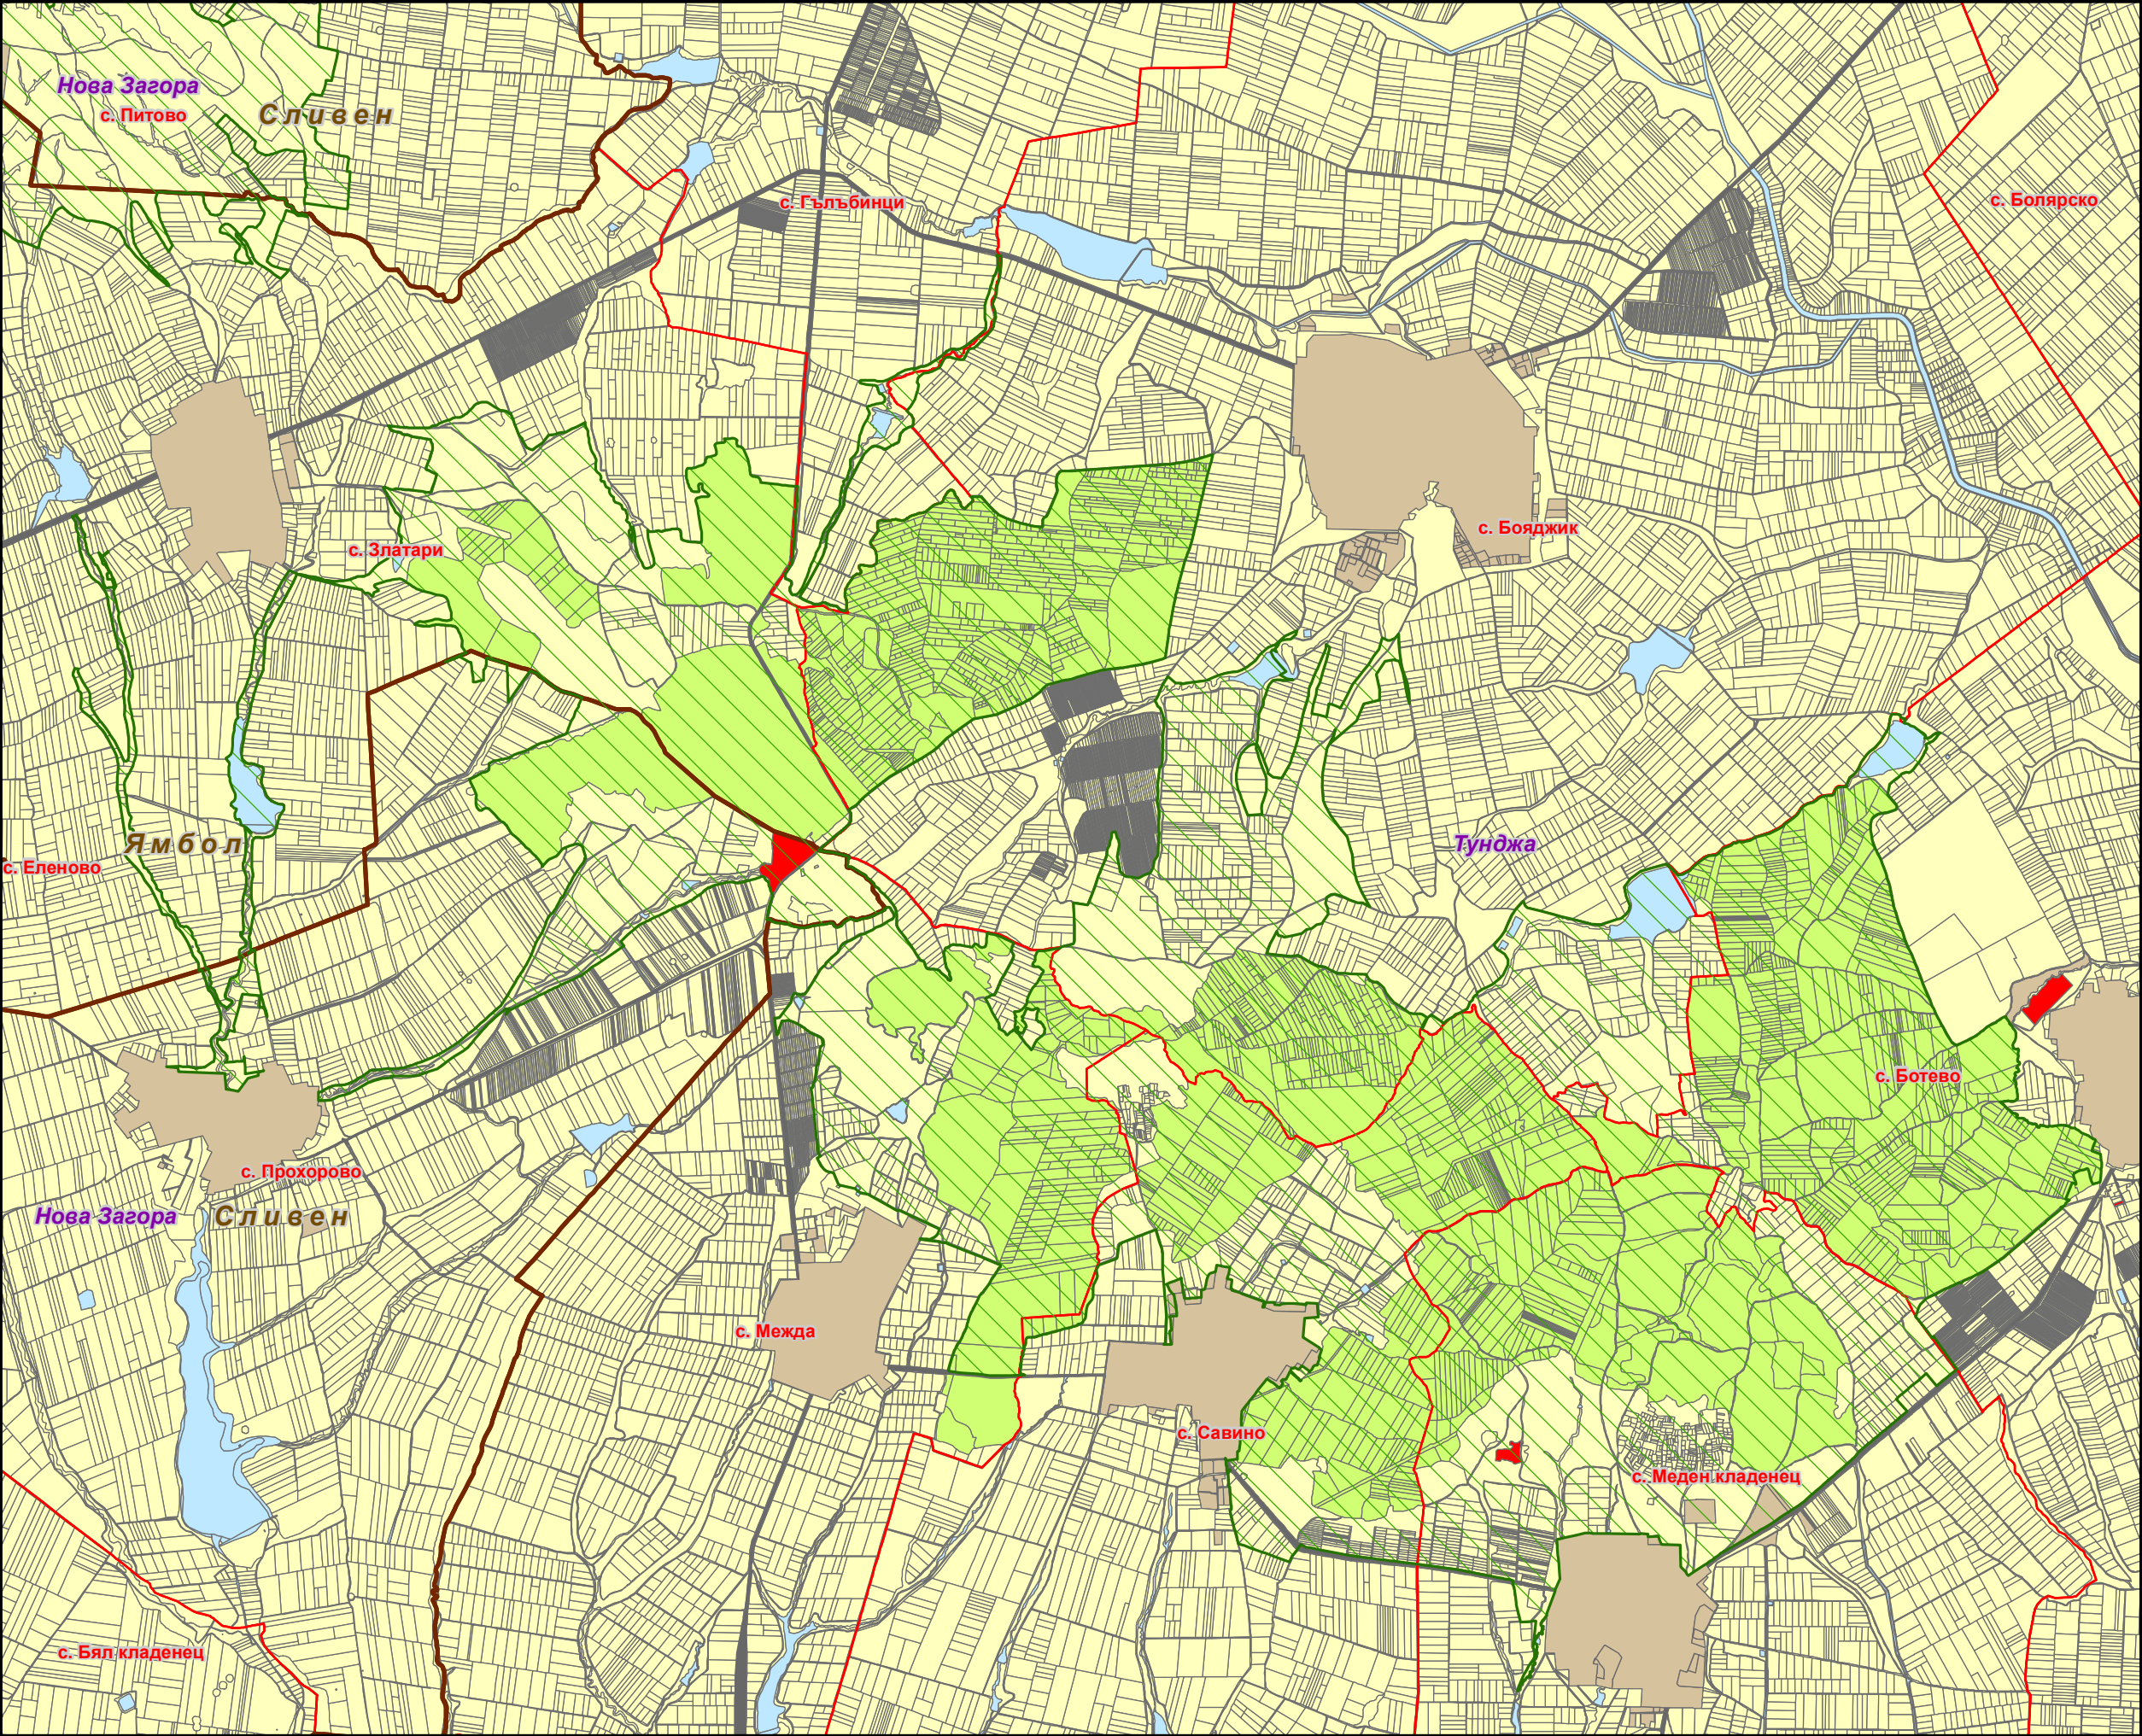 Нова Загора
с. Питово
Сливен
с. Гълъбинци
с. Болярско
с. Бояджик
с. Златари
Ямбол
с. Еленово
Тунджа
с. Ботево
с. Прохорово
Нова Загора
Сливен
с. Межда
с. Савино
с. Меден кладенец
с. Бял кладенец